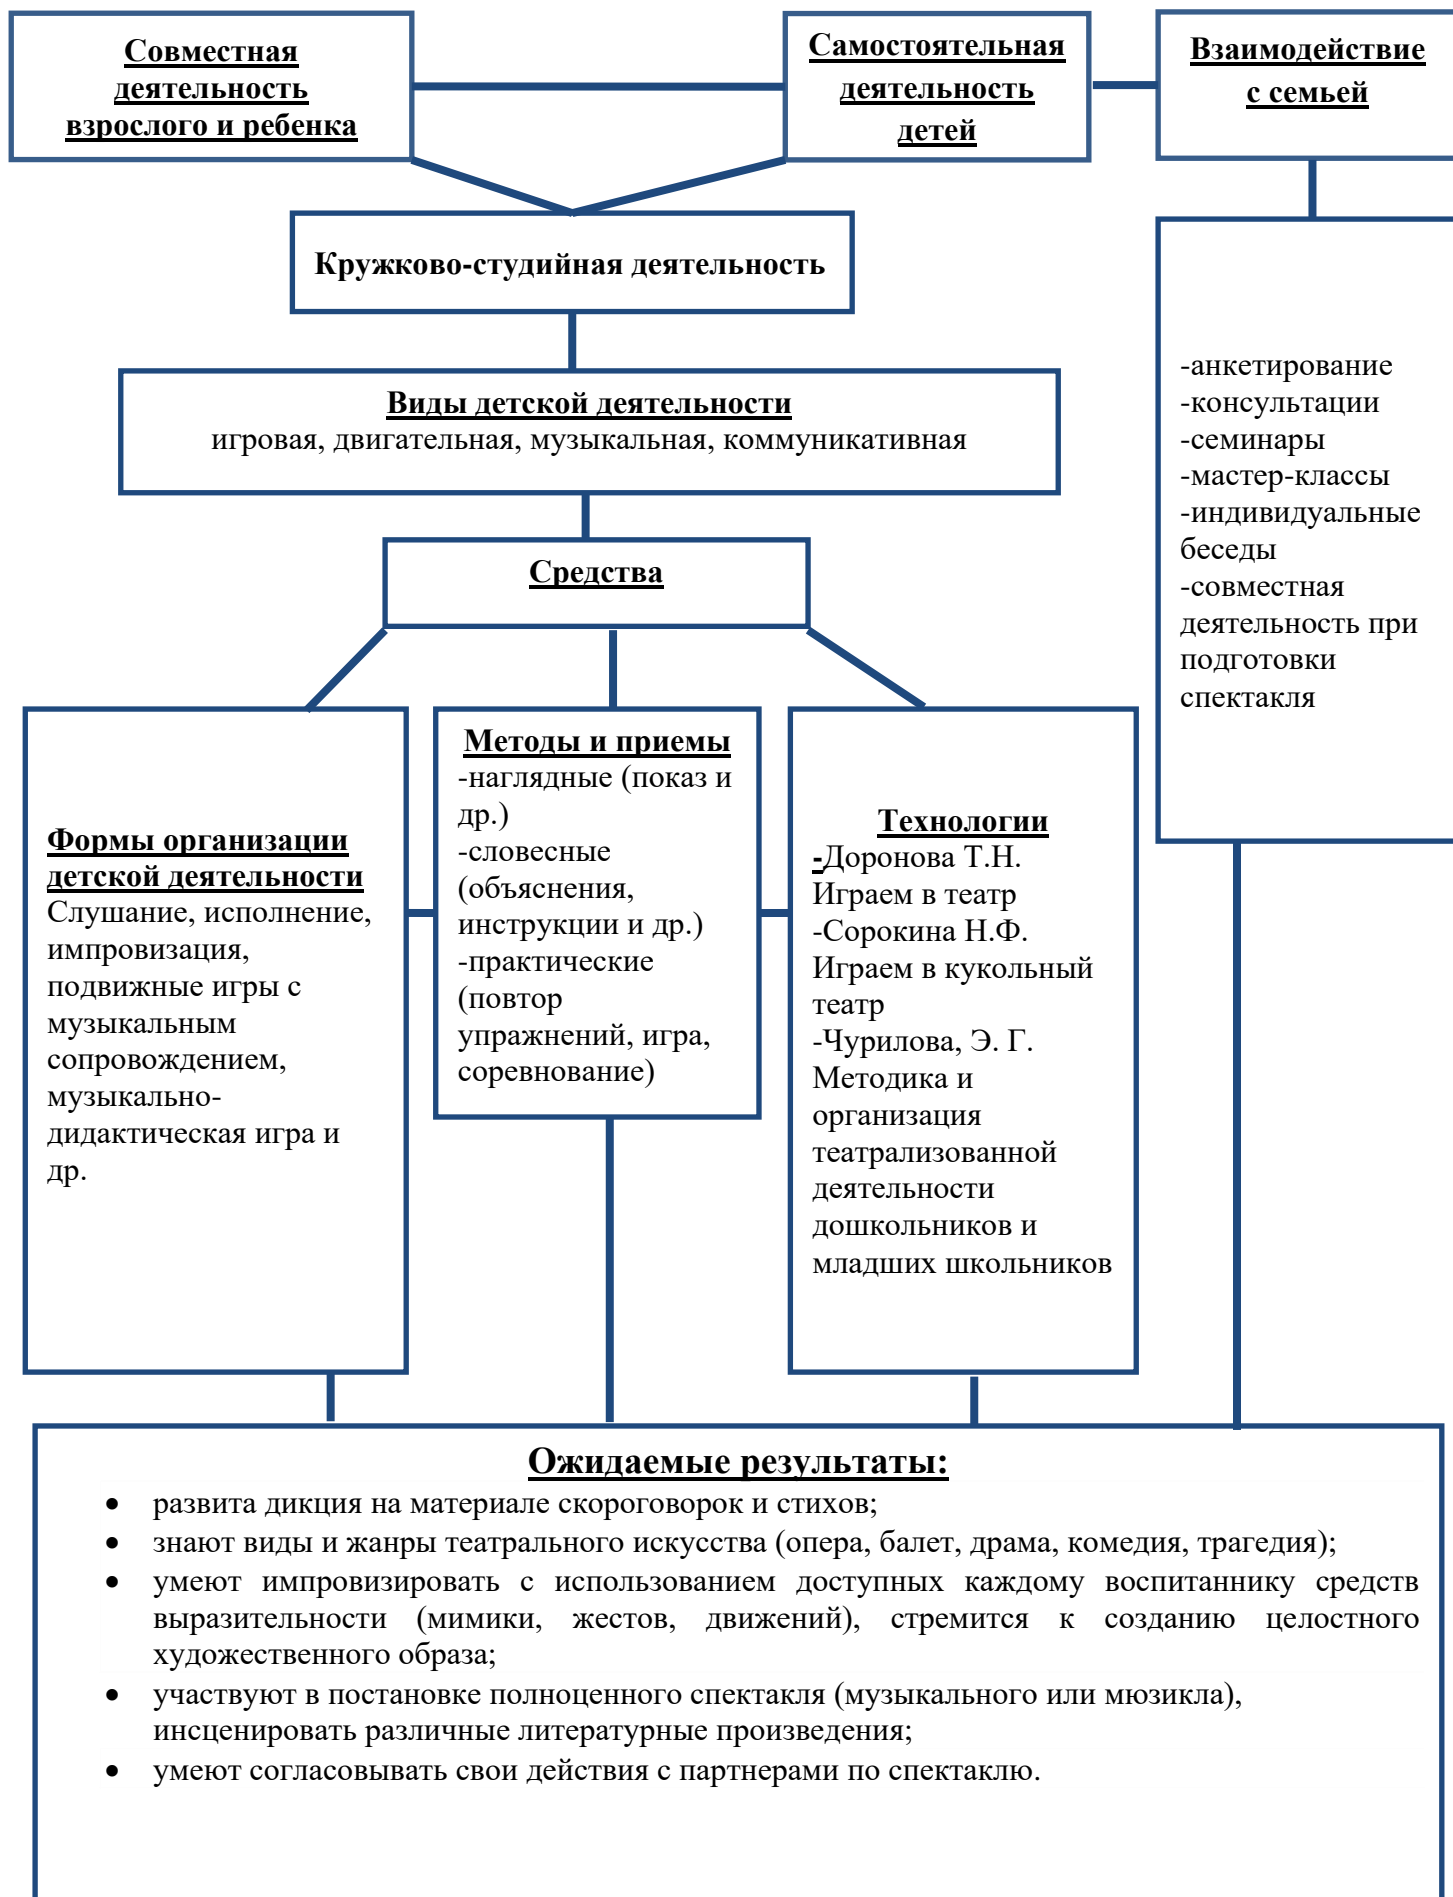 Совместная
деятельность
взрослого и ребенка
Самостоятельная
деятельность
детей
Взаимодействие
с семьей
Кружково-студийная деятельность
Виды детской деятельности
игровая, двигательная, музыкальная, коммуникативная
Средства
-анкетирование
-консультации
-семинары
-мастер-классы
-индивидуальные
беседы
-совместная
деятельность при
подготовки
спектакля
Формы организации
детской деятельности
Слушание, исполнение,
импровизация,
подвижные игры с
музыкальным
сопровождением,
музыкально-
дидактическая игра и
др.
Методы и приемы
-наглядные (показ и
др.)
-словесные
(объяснения,
инструкции и др.)
-практические
(повтор
упражнений, игра,
соревнование)
Технологии
-Доронова Т.Н.
Играем в театр
-Сорокина Н.Ф.
Играем в кукольный
театр
-Чурилова, Э. Г.
Методика и
организация
театрализованной
деятельности
дошкольников и
младших школьников
Ожидаемые результаты:
• развита дикция на материале скороговорок и стихов;
• знают виды и жанры театрального искусства (опера, балет, драма, комедия, трагедия);
• умеют импровизировать с использованием доступных каждому воспитаннику средств
выразительности (мимики, жестов, движений), стремится к созданию целостного
художественного образа;
• участвуют в постановке полноценного спектакля (музыкального или мюзикла),
инсценировать различные литературные произведения;
• умеют согласовывать свои действия с партнерами по спектаклю.